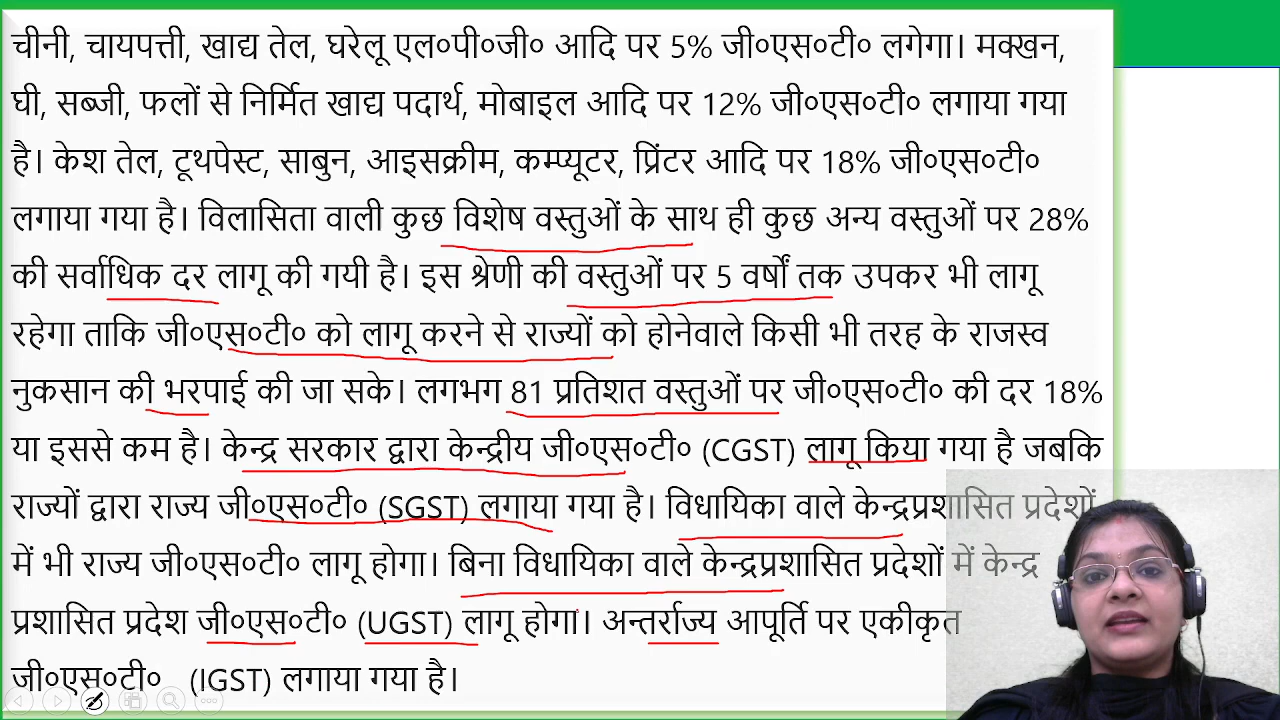 चीनी, चायपत्ती, खाद्य तेल, घरेलू एल०पी०जी० आदि पर 5% जी०एस०टी० लगेगा। मक्खन,
घी, सब्जी, फलों से निर्मित खाद्य पदार्थ, मोबाइल आदि पर 12% जी०एस०टी० लगाया गया
है। केश तेल, टूथपेस्ट, साबुन, आइसक्रीम, कम्प्यूटर, प्रिंटर आदि पर 18% जी०एस०टी०
लगाया गया है। विलासिता वाली कुछ विशेष वस्तुओं के साथ ही कुछ अन्य वस्तुओं पर 28%
की सर्वाधिक दर लागू की गयी है। इस श्रेणी की वस्तुओं पर 5 वर्षों तक उपकर भी लागू
रहेगा ताकि जी०एस०टी० को लागू करने से राज्यों को होनेवाले किसी भी तरह के राजस्व
नुकसान की भरपाई की जा सके। लगभग 81 प्रतिशत वस्तुओं पर जी०एस०टी० की दर 18%
या इससे कम है। केन्द्र सरकार द्वारा केन्द्रीय जी०एस०टी० (CGST) लागू किया गया है जबकि
राज्यों द्वारा राज्य जी०एस०टी० (SGST) लगाया गया है। विधायिका वाले केन्द्रप्रशासित प्रदेशों
में भी राज्य जी०एस०टी० लागू होगा। बिना विधायिका वाले केन्द्रप्रशासित प्रदेशों में केन्द्र
प्रशासित प्रदेश जी०एस०टी० (UGST) लागू होगा। अन्तर्राज्य आपूर्ति पर एकीकृत
जी०एस०टी० (IGST) लगाया गया है।